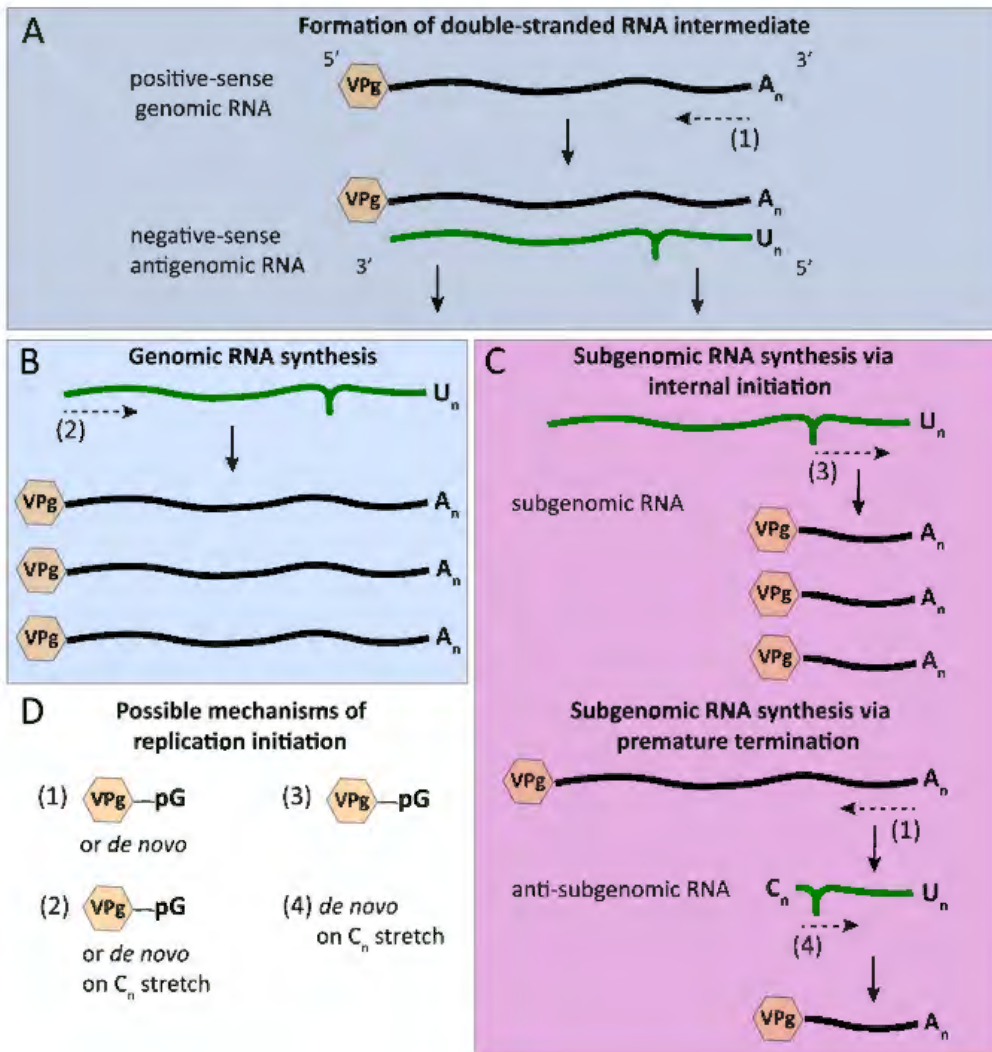 A
Formation of double-stranded RNA intermediate
5′
3′
positive-sense
genomic RNA
VPg
Aₙ
(1)
VPg
Aₙ
negative-sense
antigenomic RNA
Uₙ
3′
5′
B
Genomic RNA synthesis
Uₙ
(2)
VPg
Aₙ
VPg
Aₙ
VPg
Aₙ
C
Subgenomic RNA synthesis via
internal initiation
Uₙ
(3)
subgenomic RNA
VPg
Aₙ
VPg
Aₙ
VPg
Aₙ
Subgenomic RNA synthesis via
premature termination
VPg
Aₙ
(1)
anti-subgenomic RNA
Cₙ
Uₙ
(4)
VPg
Aₙ
D
Possible mechanisms of
replication initiation
(1) VPg—pG
or de novo
(2) VPg—pG
or de novo
on Cₙ stretch
(3) VPg—pG
(4) de novo
on Cₙ stretch